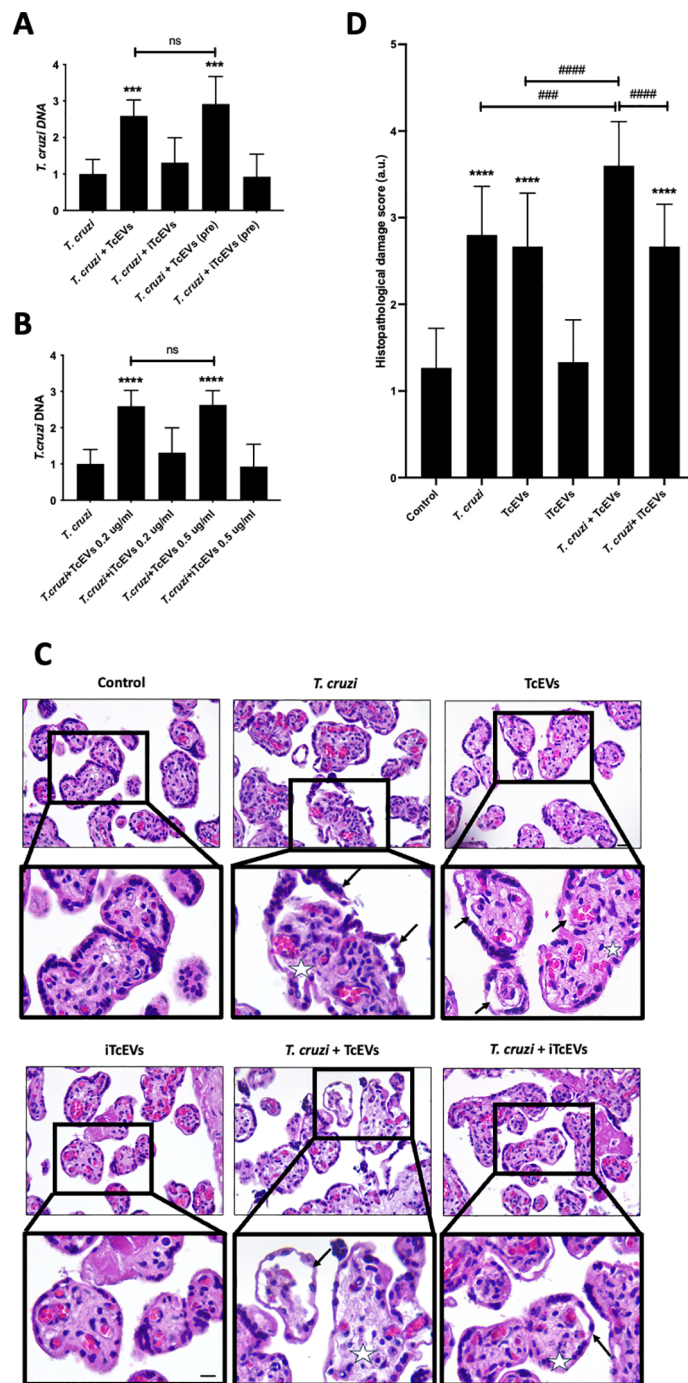 A
ns
***
***
T. cruzi DNA
4
3
2
1
0
T. cruzi
T. cruzi + TcEVs
T. cruzi + iTcEVs
T. cruzi + TcEVs (pre)
T. cruzi + iTcEVs (pre)
B
ns
****
****
T.cruzi DNA
4
3
2
1
0
T. cruzi
T.cruzi+TcEVs 0.2 ug/ml
T.cruzi+iTcEVs 0.2 ug/ml
T.cruzi+TcEVs 0.5 ug/ml
T.cruzi+iTcEVs 0.5 ug/ml
D
Histopathological damage score (a.u.)
5
4
3
2
1
0
####
###
####
****
****
****
Control
T. cruzi
TcEVs
iTcEVs
T. cruzi + TcEVs
T. cruzi+ iTcEVs
C
Control
T. cruzi
TcEVs
iTcEVs
T. cruzi + TcEVs
T. cruzi + iTcEVs